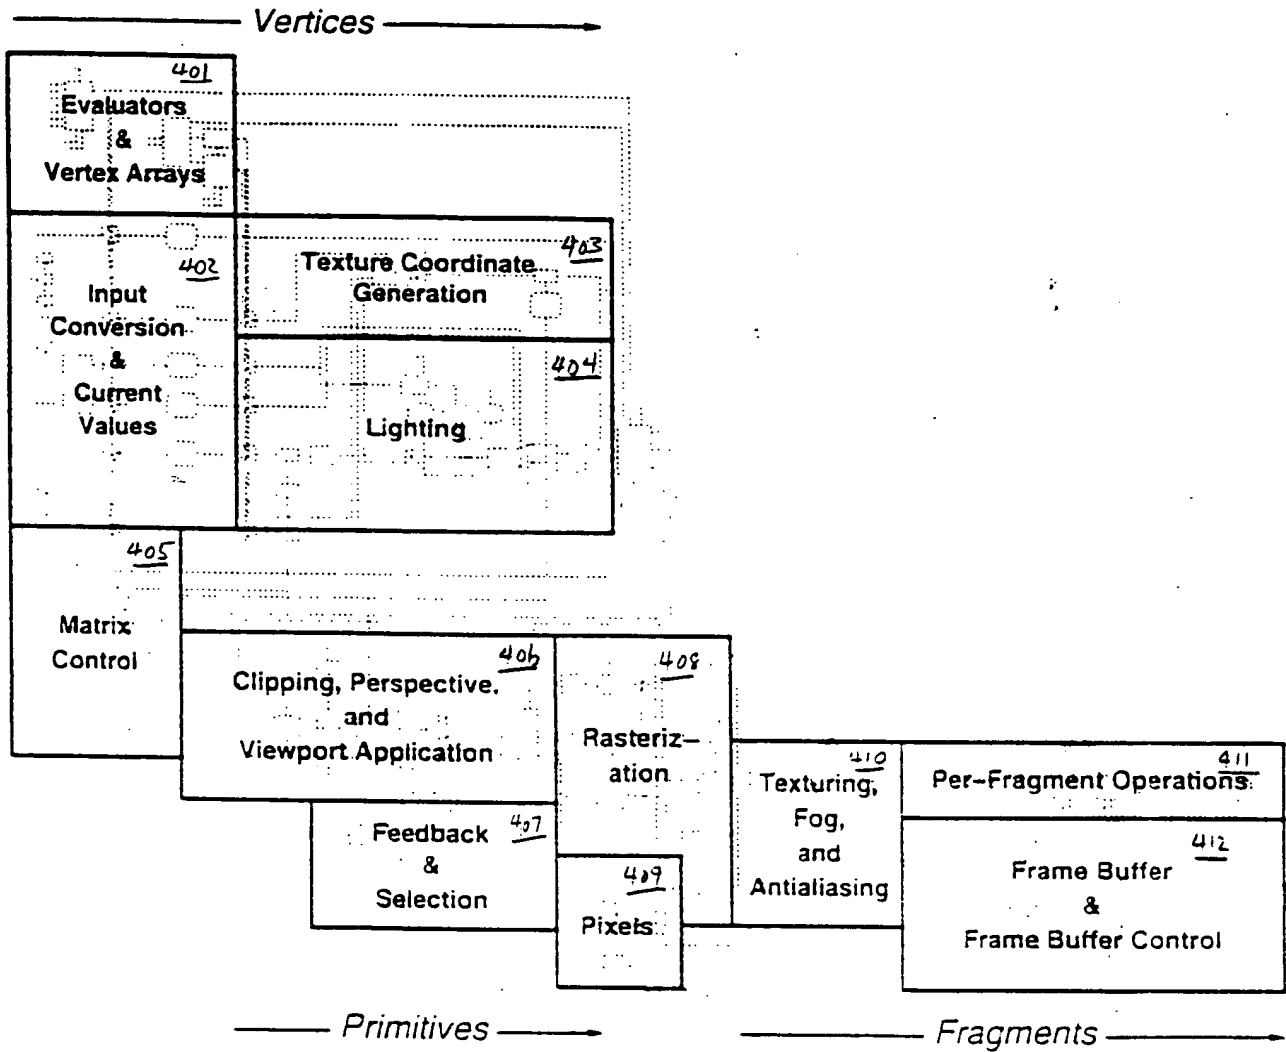 Vertices
401
Evaluators
&
Vertex Arrays
402
Input
Conversion
&
Current
Values
403
Texture Coordinate
Generation
404
Lighting
405
Matrix
Control
406
Clipping, Perspective,
and
Viewport Application
407
Feedback
&
Selection
408
Rasteriz–
ation
409
Pixels
410
Texturing,
Fog,
and
Antialiasing
411
Per–Fragment Operations
412
Frame Buffer
&
Frame Buffer Control
Primitives
Fragments